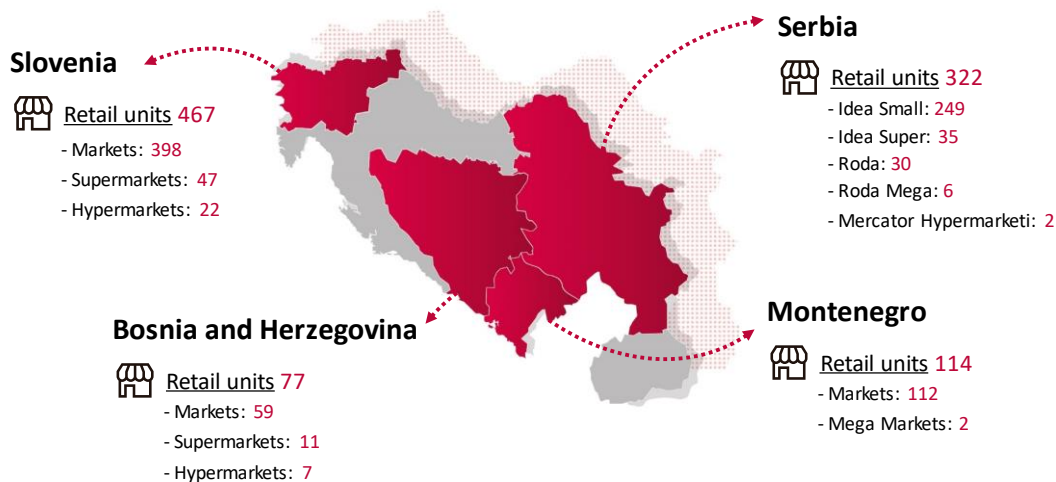 Slovenia
Retail units 467
- Markets: 398
- Supermarkets: 47
- Hypermarkets: 22
Serbia
Retail units 322
- Idea Small: 249
- Idea Super: 35
- Roda: 30
- Roda Mega: 6
- Mercator Hypermarketi: 2
Bosnia and Herzegovina
Retail units 77
- Markets: 59
- Supermarkets: 11
- Hypermarkets: 7
Montenegro
Retail units 114
- Markets: 112
- Mega Markets: 2